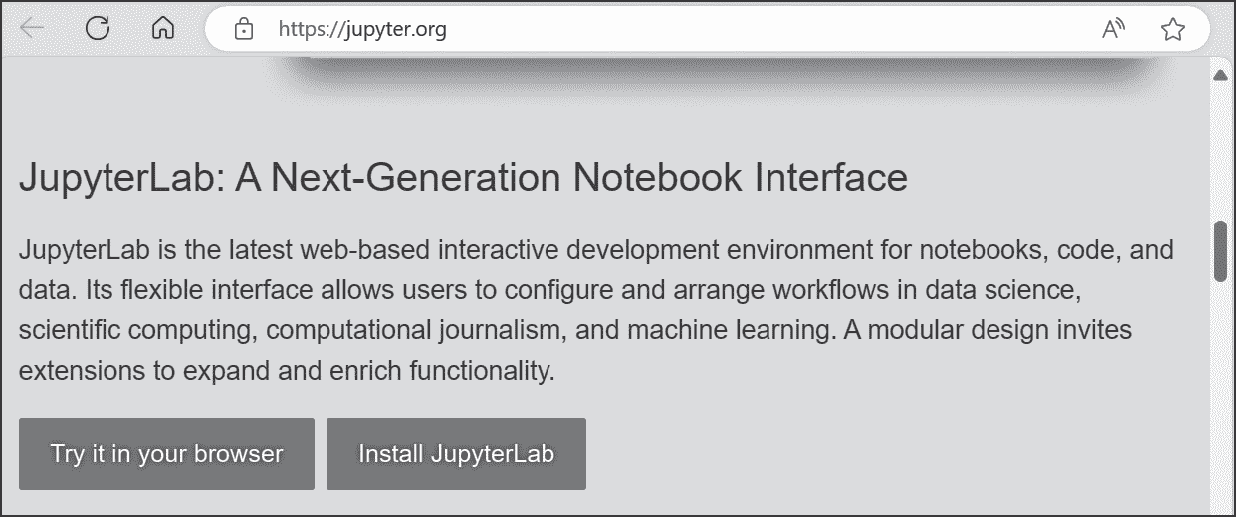 https://jupyter.org
JupyterLab: A Next-Generation Notebook Interface
JupyterLab is the latest web-based interactive development environment for notebooks, code, and
data. Its flexible interface allows users to configure and arrange workflows in data science,
scientific computing, computational journalism, and machine learning. A modular design invites
extensions to expand and enrich functionality.
Try it in your browser
Install JupyterLab